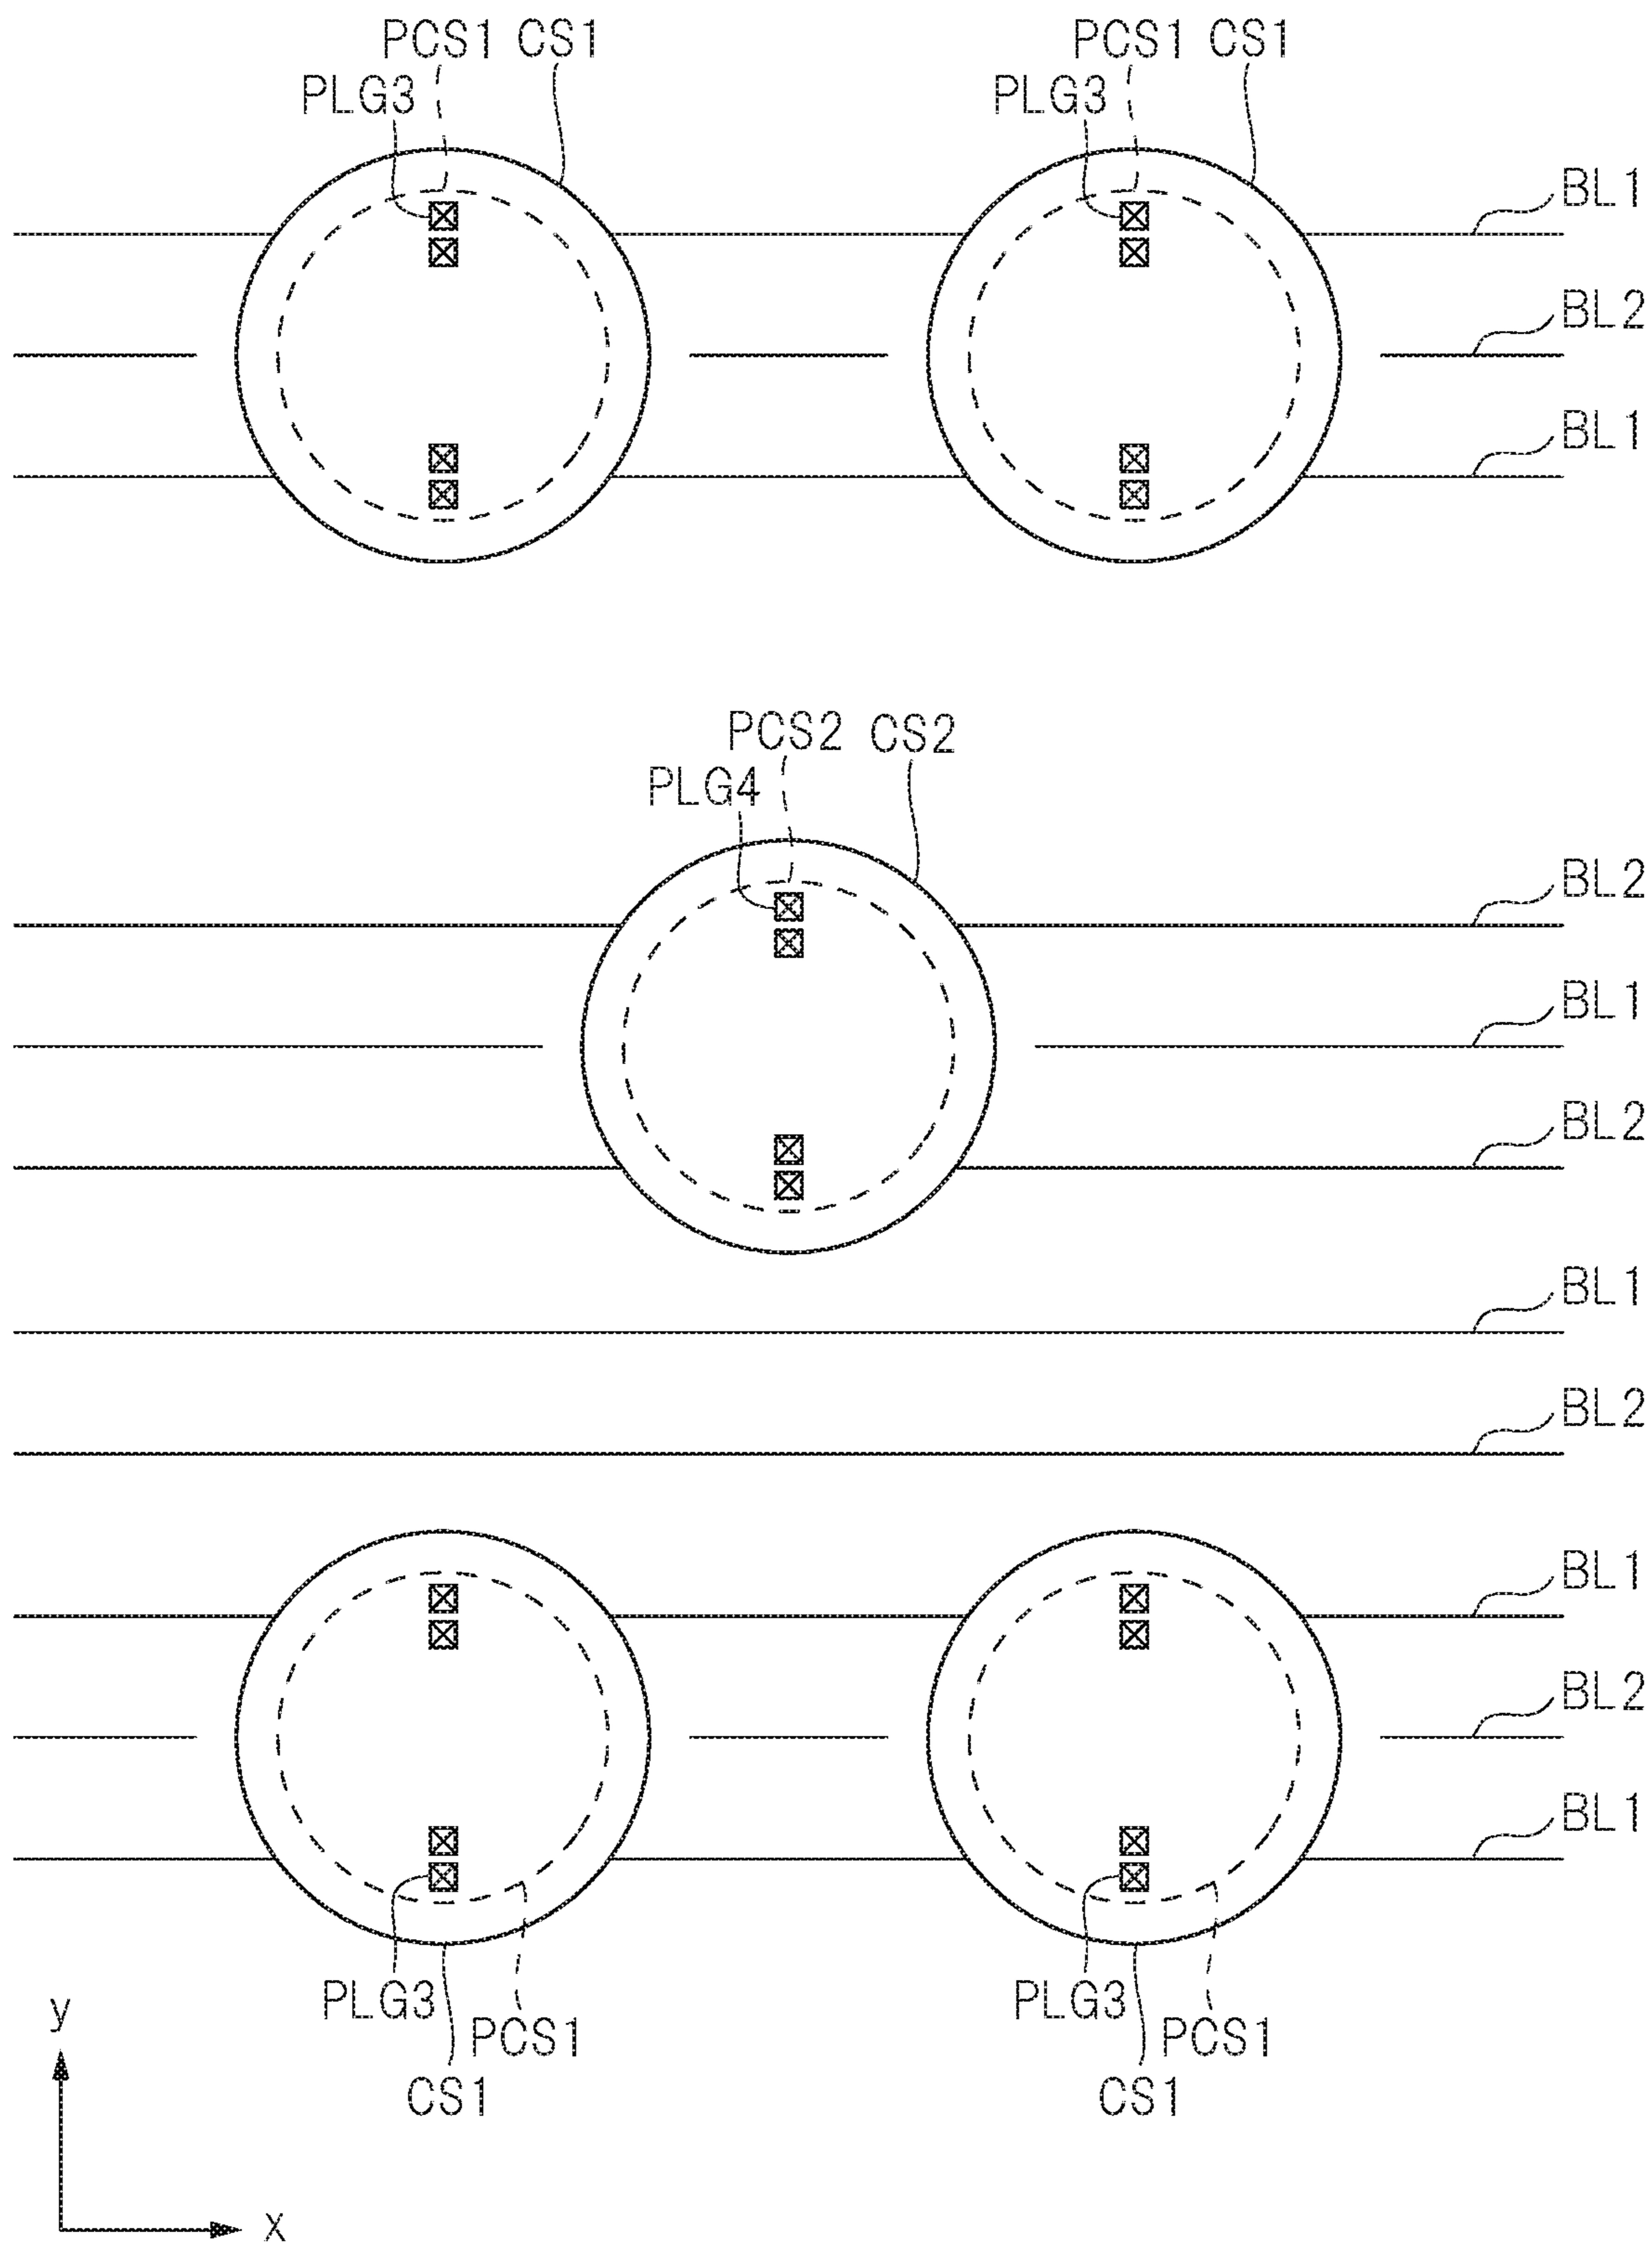 PCS1 CS1 PCS1 CS1
PLG3 PLG3
BL1
BL2
BL1
PCS2 CS2
PLG4
BL2
BL1
BL2
BL1
BL2
BL1
BL2
BL1
PLG3 PLG3
y
PCS1 PCS1
CS1 CS1
x